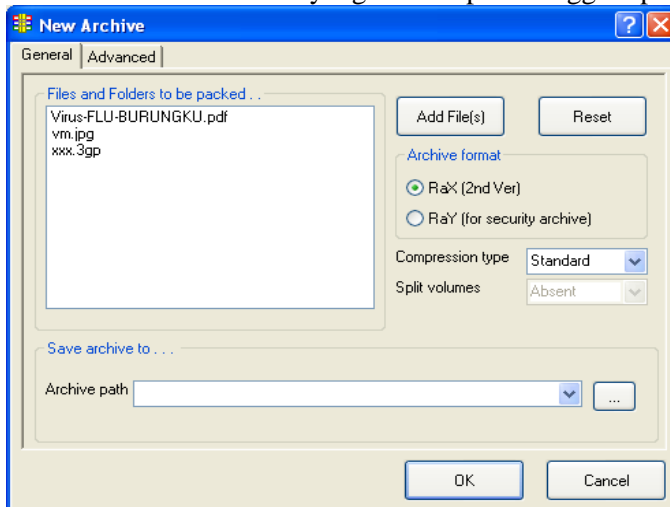 New Archive
General Advanced
Files and Folders to be packed . .
Virus-FLU-BURUNGKU.pdf
vm.jpg
xxx.3gp
Add File(s) Reset
Archive format
RaX (2nd Ver)
RaY (for security archive)
Compression type Standard
Split volumes Absent
Save archive to . . .
Archive path ...
OK Cancel